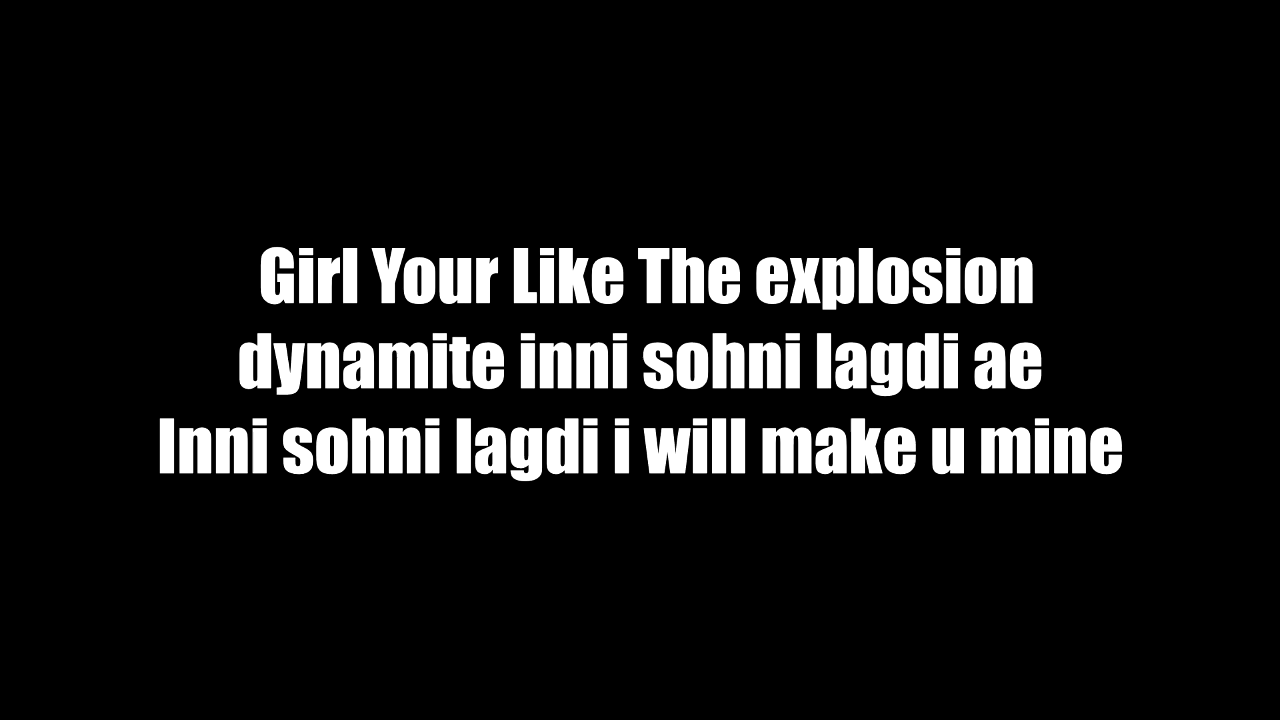 Girl Your Like The explosion
dynamite inni sohni lagdi ae
Inni sohni lagdi i will make u mine